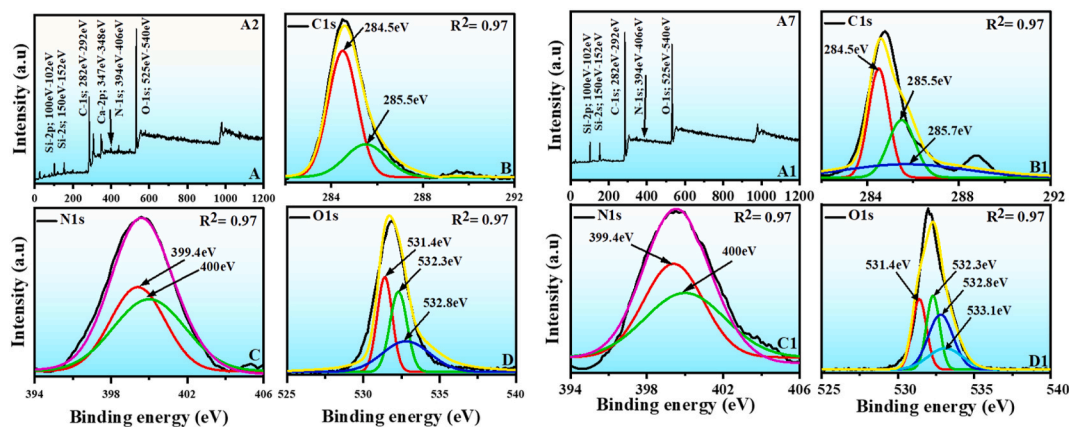 A2
Intensity (a.u)
Si-2p; 100eV-102eV
Si-2s; 150eV-152eV
C-1s; 282eV-292eV
Ca-2p; 347eV-348eV
N-1s; 394eV-406eV
O-1s; 525eV-540eV
A
0 200 400 600 800 1000 1200
C1s
R2= 0.97
284.5eV
285.5eV
B
284 288 292
A7
Intensity (a.u)
Si-2p; 100eV-102eV
Si-2s; 150eV-152eV
C-1s; 282eV-292eV
N-1s; 394eV-406eV
O-1s; 525eV-540eV
A1
0 200 400 600 800 1000 1200
C1s
R2= 0.97
284.5eV
285.5eV
285.7eV
B1
284 288 292
Intensity (a.u)
N1s
R2= 0.97
399.4eV
400eV
C
394 398 402 406
Binding energy (eV)
O1s
R2= 0.97
531.4eV
532.3eV
532.8eV
D
525 530 535 540
Binding energy (eV)
Intensity (a.u)
N1s
R2= 0.97
399.4eV
400eV
C1
394 398 402 406
Binding energy (eV)
O1s
R2= 0.97
531.4eV
532.3eV
532.8eV
533.1eV
D1
525 530 535 540
Binding energy (eV)